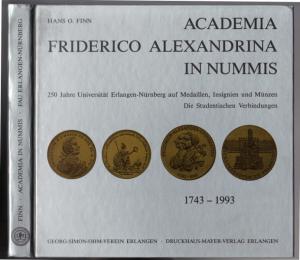 FINN · ACADEMIA IN NUMMIS · FAU ERLANGEN-NÜRNBERG
HANS O. FINN
ACADEMIA
FRIDERICO ALEXANDRINA
IN NUMMIS
250 Jahre Universität Erlangen-Nürnberg auf Medaillen, Insignien und Münzen
Die Studentischen Verbindungen
1743 – 1993
GEORG-SIMON-OHM-VEREIN ERLANGEN · DRUCKHAUS-MAYER-VERLAG ERLANGEN